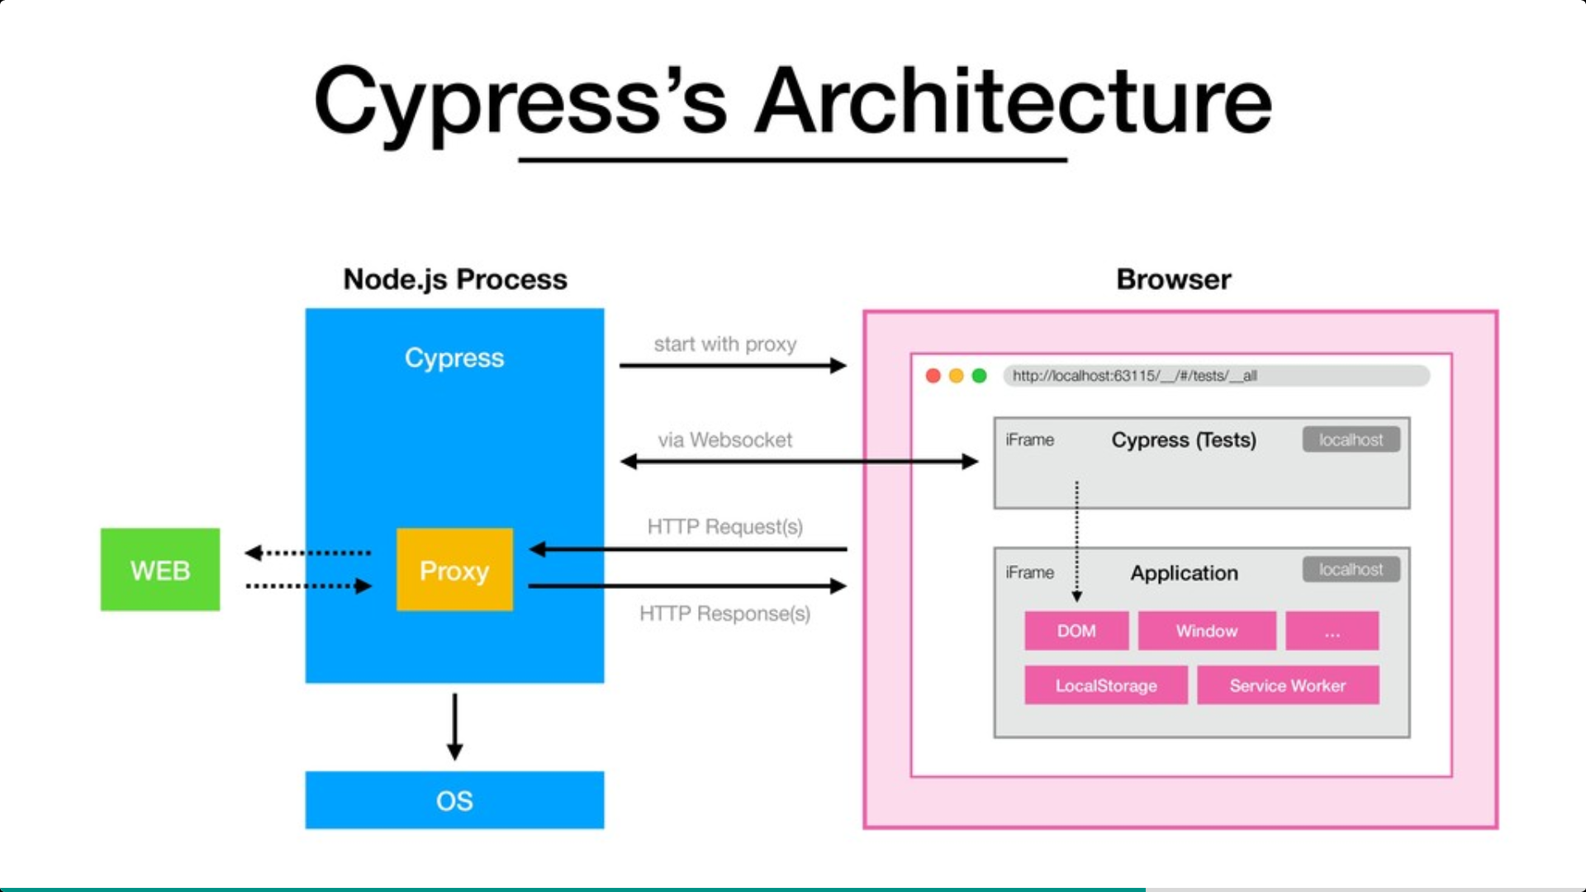 Cypress’s Architecture
Node.js Process
Browser
Cypress
start with proxy
http://localhost:63115/__/#/tests/__all
via Websocket
iFrame
Cypress (Tests)
localhost
HTTP Request(s)
WEB
Proxy
HTTP Response(s)
iFrame
Application
localhost
DOM
Window
...
LocalStorage
Service Worker
OS